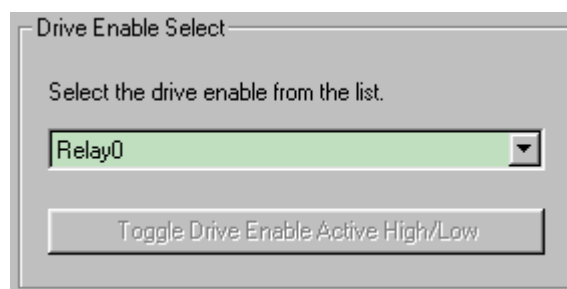 Drive Enable Select
Select the drive enable from the list.
Relay0
Toggle Drive Enable Active High/Low